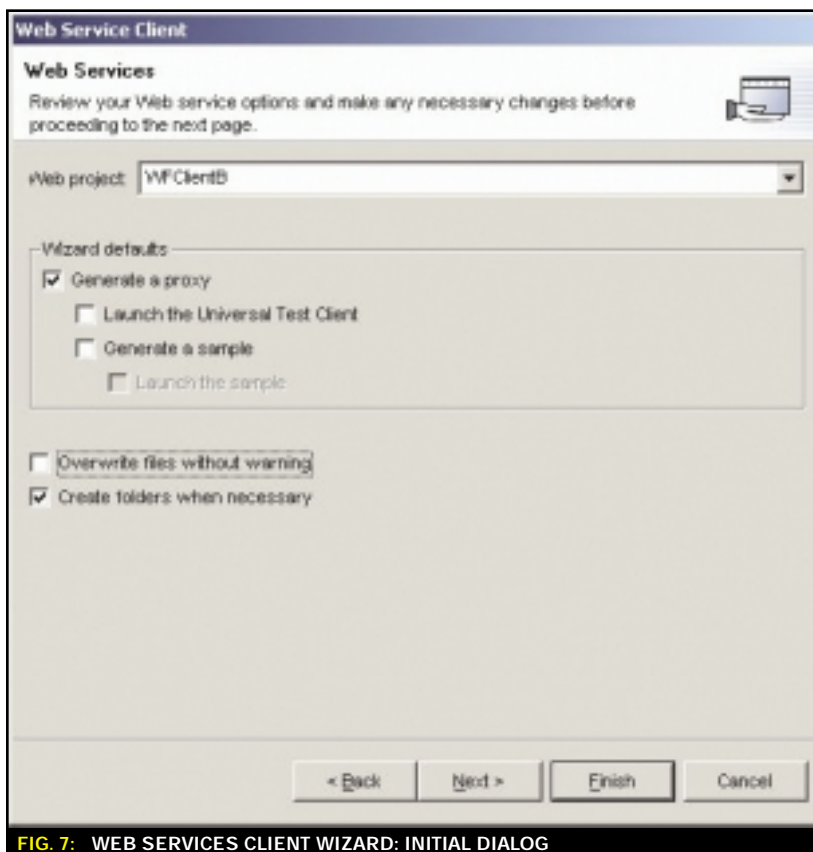 Web Service Client
Web Services
Review your Web service options and make any necessary changes before
proceeding to the next page.
Web project: WFClientB
Wizard defaults
Generate a proxy
Launch the Universal Test Client
Generate a sample
Launch the sample
Overwrite files without warning
Create folders when necessary
< Back Next > Finish Cancel
FIG. 7: WEB SERVICES CLIENT WIZARD: INITIAL DIALOG